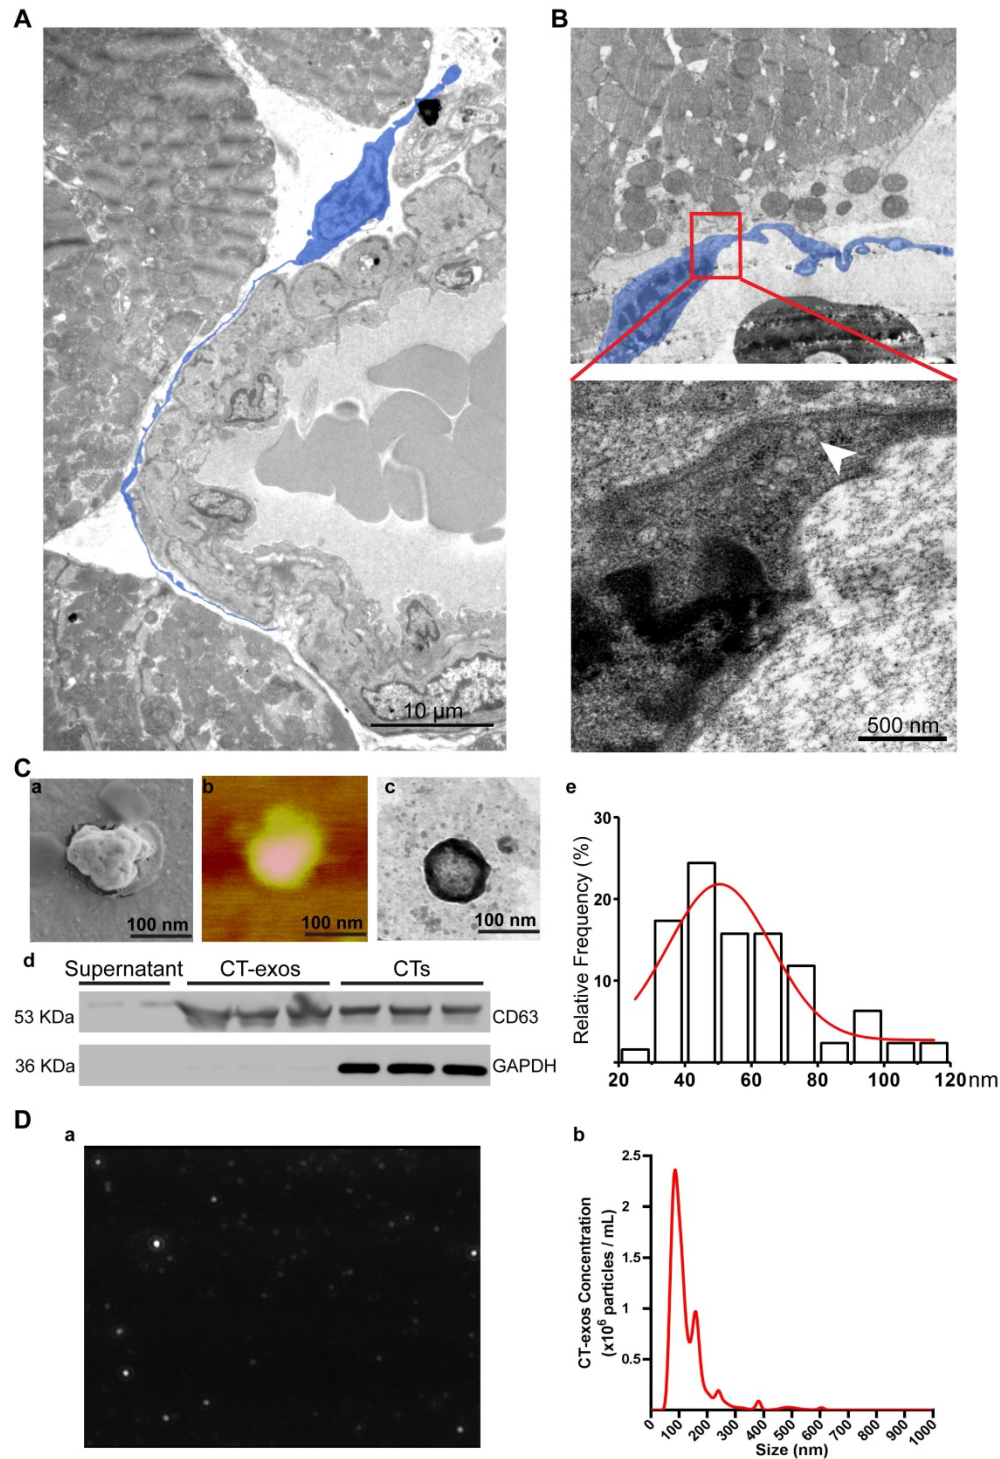 A
B
10 µm
500 nm
C
a
b
c
e
100 nm
100 nm
100 nm
d
Supernatant
CT-exos
CTs
53 KDa
CD63
36 KDa
GAPDH
Relative Frequency (%)
30
20
10
20
40
60
80
100
120nm
D
a
b
CT-exos Concentration
(x10⁶ particles / mL)
2.5
2
1.5
1
0.5
0
100
200
300
400
500
600
700
800
900
1000
Size (nm)